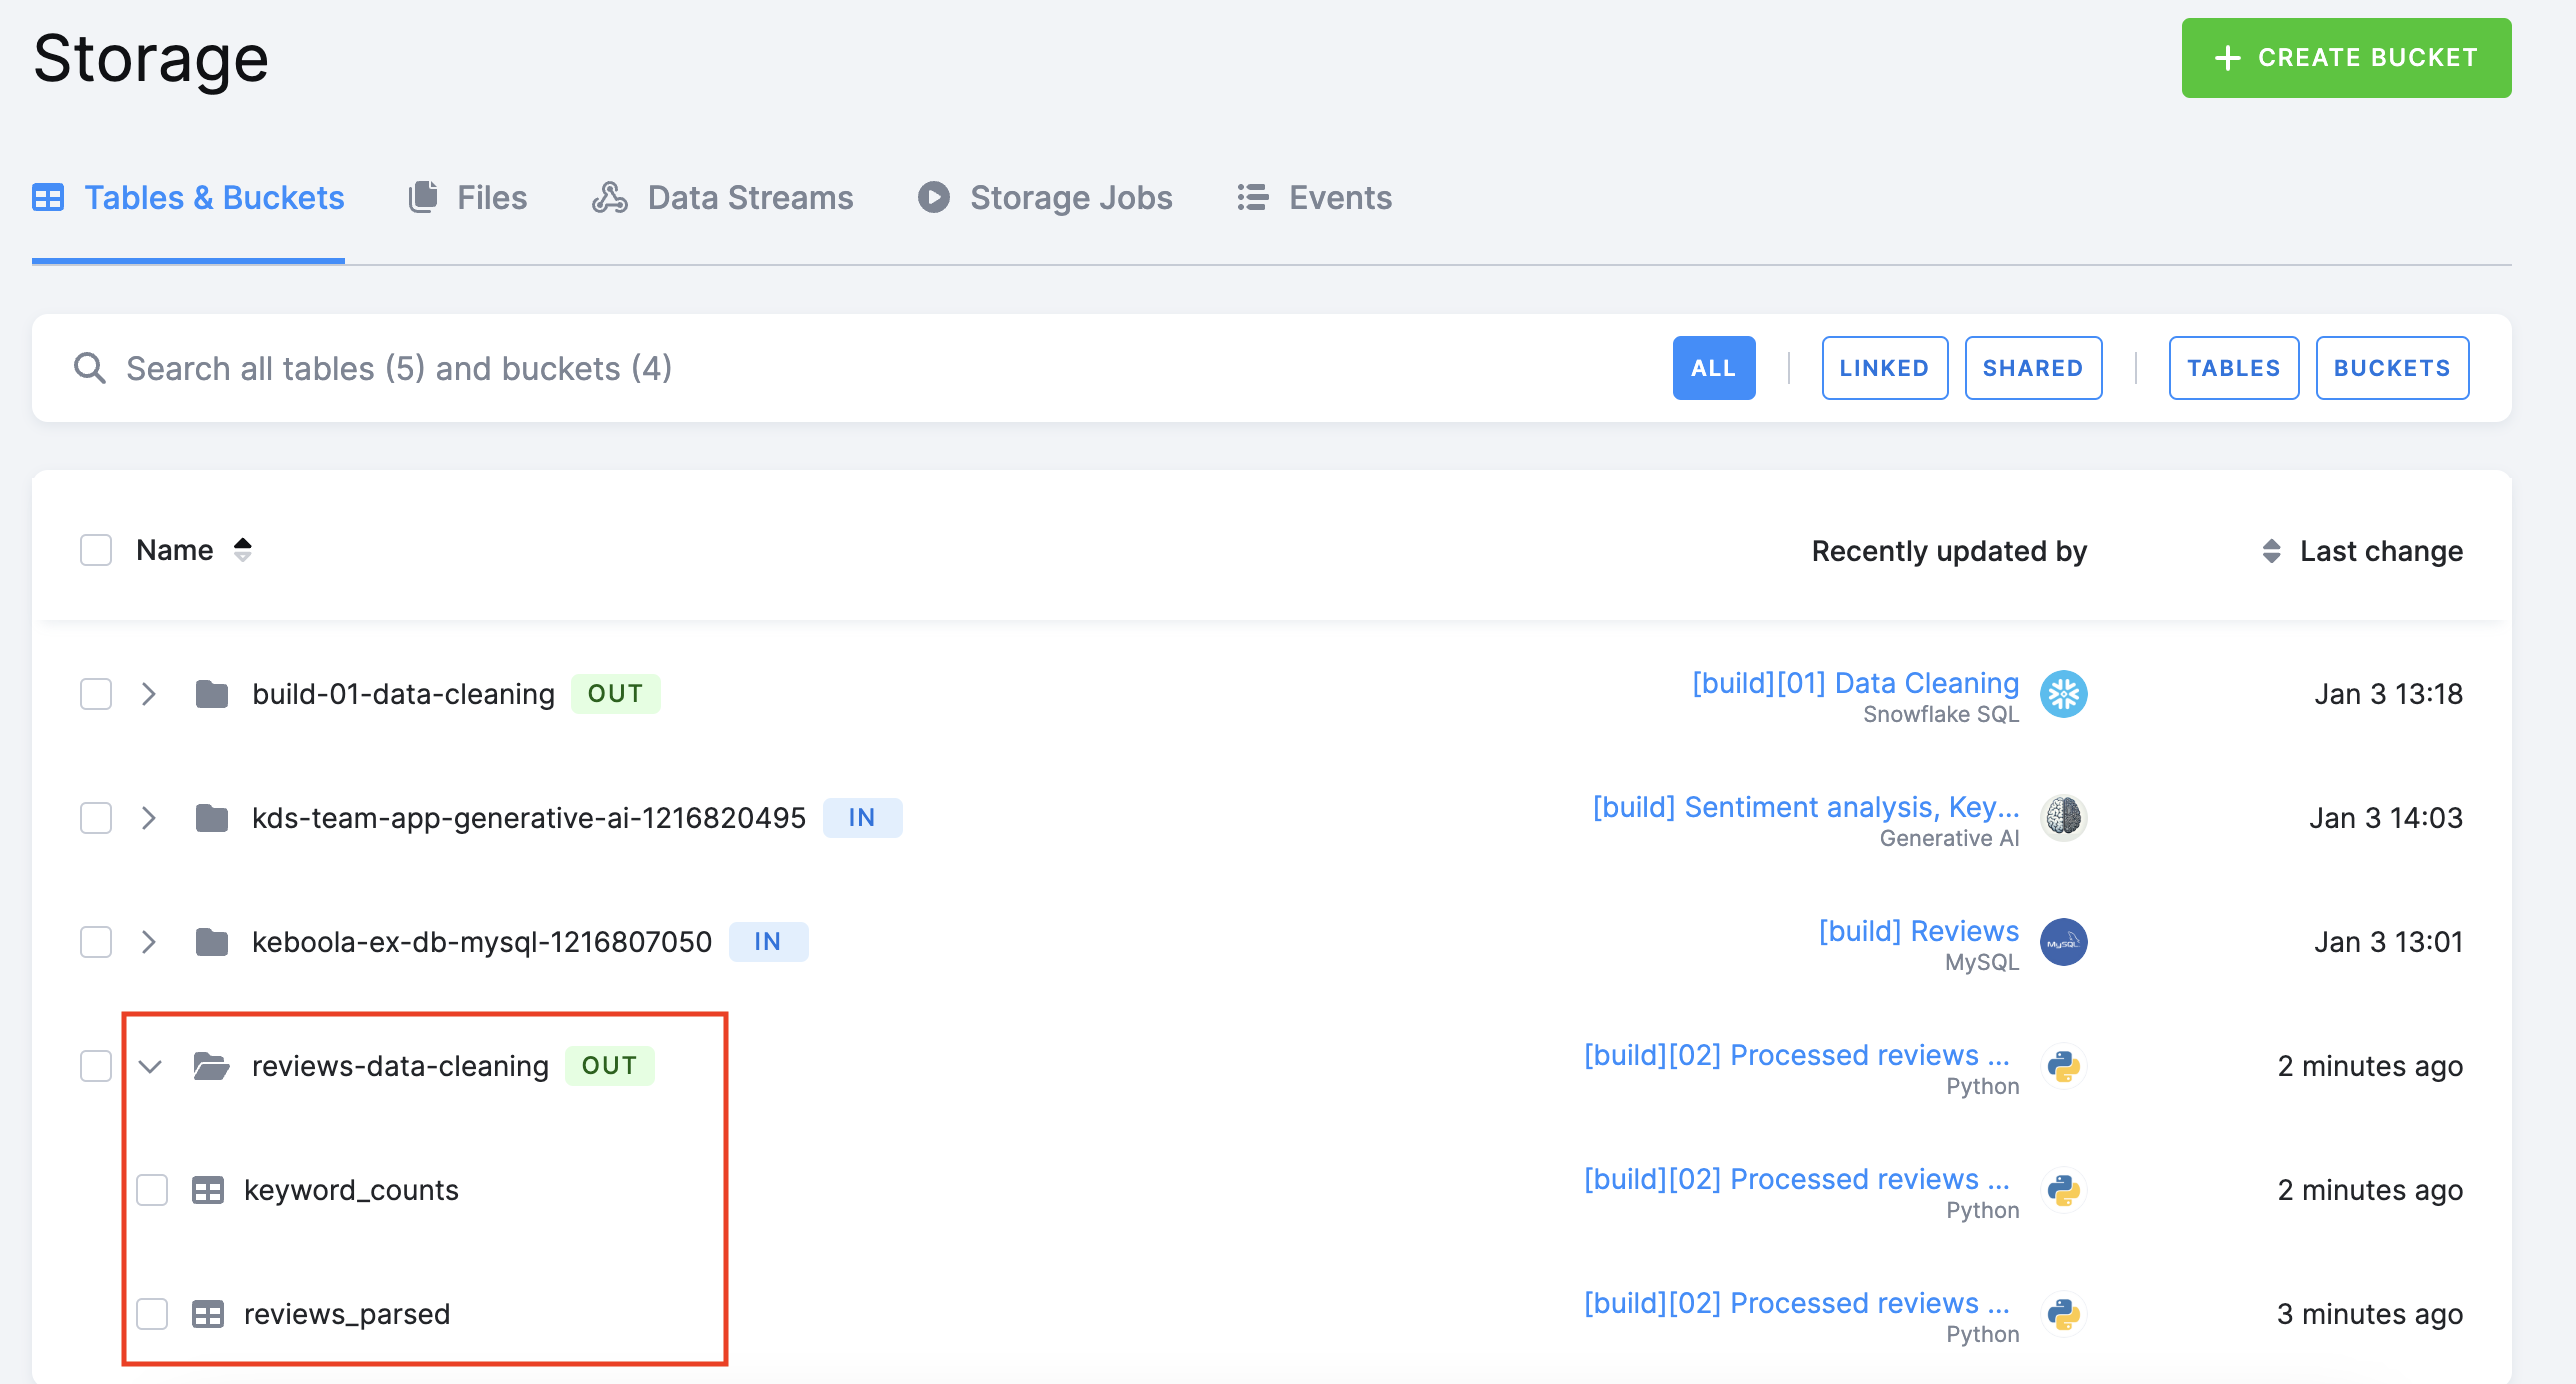 Storage
CREATE BUCKET
Tables & Buckets
Files
Data Streams
Storage Jobs
Events
Search all tables (5) and buckets (4)
ALL
LINKED
SHARED
TABLES
BUCKETS
Name
Recently updated by
Last change
build-01-data-cleaning OUT
[build][01] Data Cleaning
Snowflake SQL
Jan 3 13:18
kds-team-app-generative-ai-1216820495 IN
[build] Sentiment analysis, Key...
Generative AI
Jan 3 14:03
keboola-ex-db-mysql-1216807050 IN
[build] Reviews
MySQL
MySQL
Jan 3 13:01
reviews-data-cleaning OUT
[build][02] Processed reviews ...
Python
2 minutes ago
keyword_counts
[build][02] Processed reviews ...
Python
2 minutes ago
reviews_parsed
[build][02] Processed reviews ...
Python
3 minutes ago